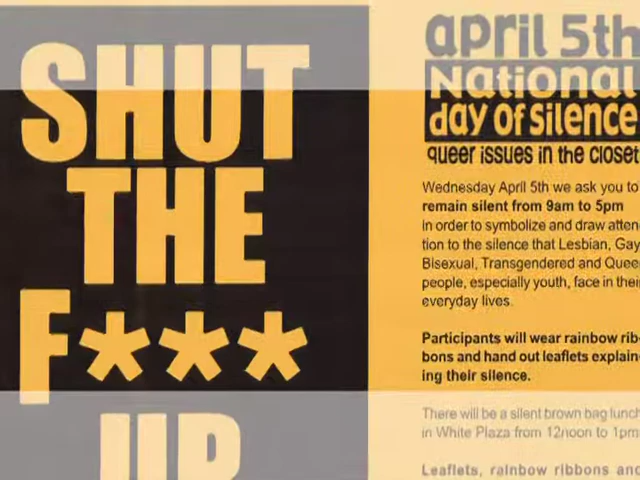 SHUT
THE
F***
UP
april 5th
National
day of silence
queer issues in the closet
Wednesday April 5th we ask you to
remain silent from 9am to 5pm
in order to symbolize and draw atten-
tion to the silence that Lesbian, Gay
Bisexual, Transgendered and Quee
people, especially youth, face in thei
everyday lives.
Participants will wear rainbow rib-
bons and hand out leaflets explain-
ing their silence.
There will be a silent brown bag lunch
in White Plaza from 12noon to 1pm
Leaflets, rainbow ribbons and